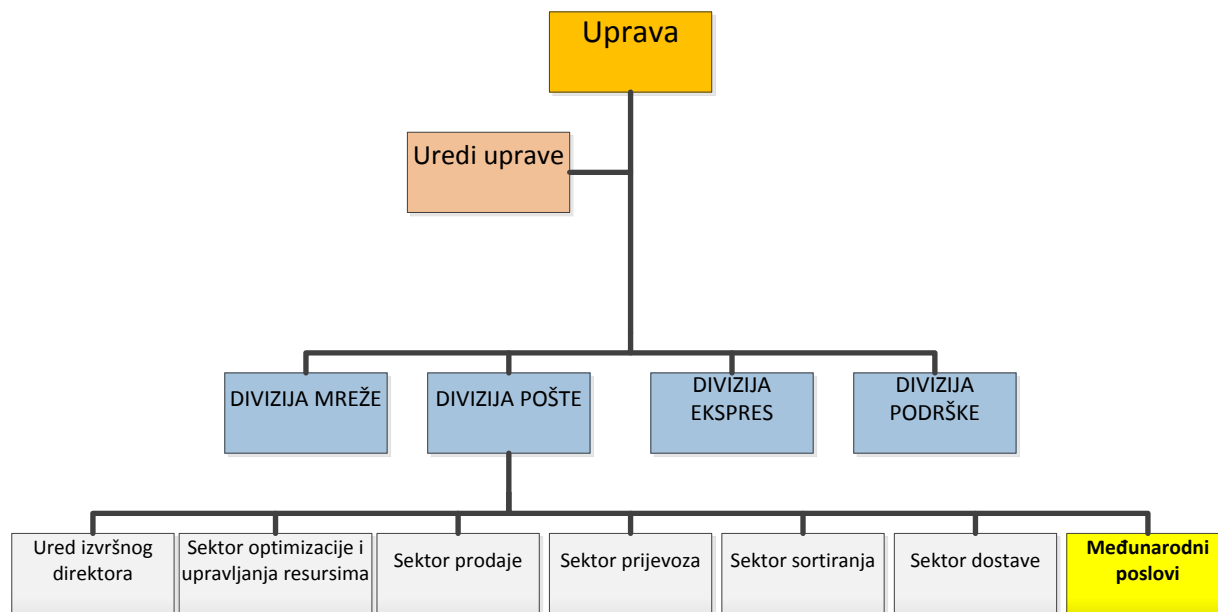 Uprava
Uredi uprave
DIVIZIJA MREŽE
DIVIZIJA POŠTE
DIVIZIJA
EKSPRES
DIVIZIJA
PODRŠKE
Ured izvršnog
direktora
Sektor optimizacije i
upravljanja resursima
Sektor prodaje
Sektor prijevoza
Sektor sortiranja
Sektor dostave
Međunarodni
poslovi